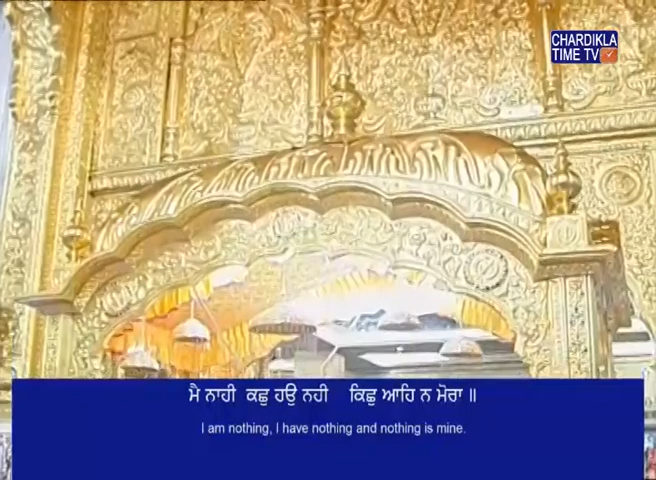 CHARDIKLA
TIME TV
ਮੈ ਨਾਹੀ ਕਛੁ ਹਉ ਨਹੀ ਕਿਛੁ ਆਹਿ ਨ ਮੋਰਾ ॥
I am nothing, I have nothing and nothing is mine.